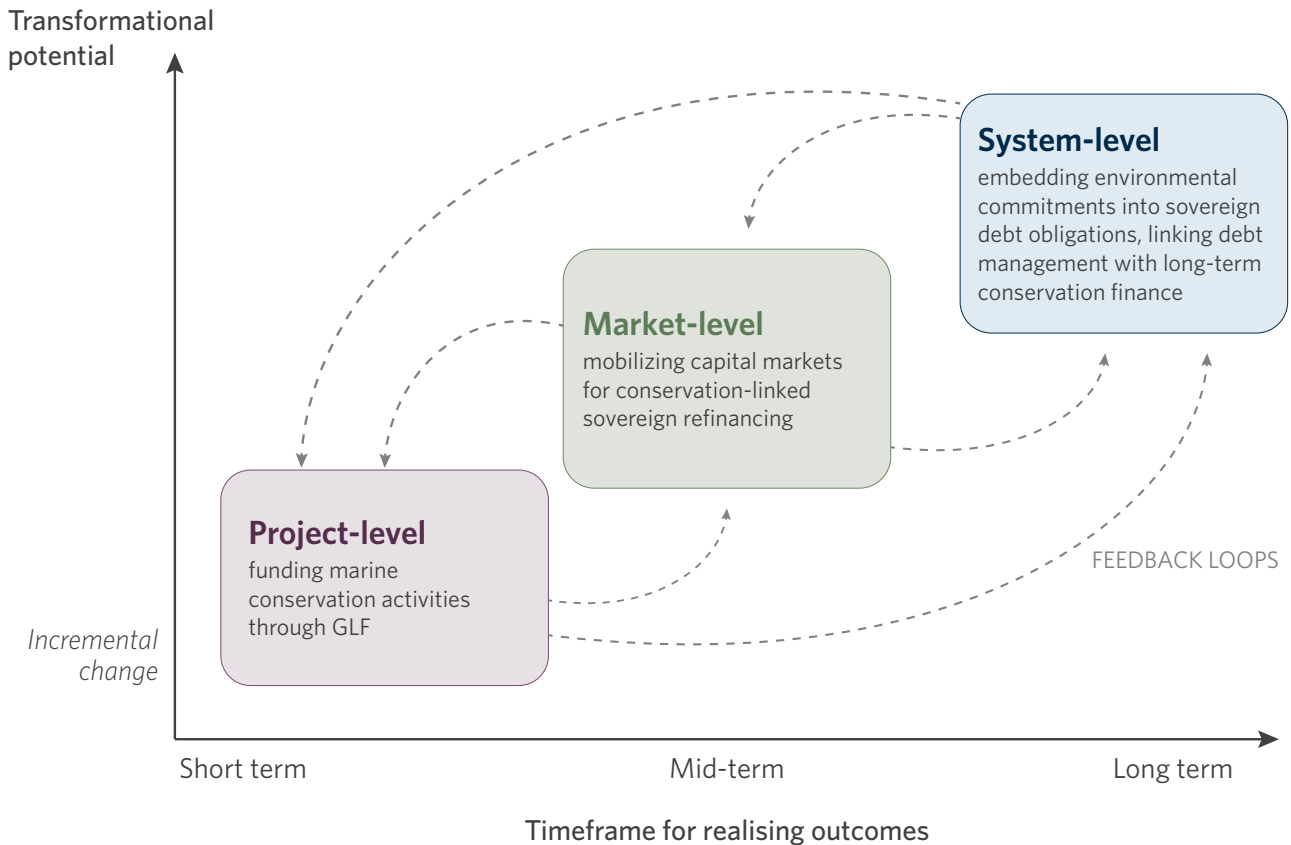 Transformational
potential
System-level
embedding environmental
commitments into sovereign
debt obligations, linking debt
management with long-term
conservation finance
Market-level
mobilizing capital markets
for conservation-linked
sovereign refinancing
Project-level
funding marine
conservation activities
through GLF
FEEDBACK LOOPS
Incremental
change
Short term
Mid-term
Long term
Timeframe for realising outcomes